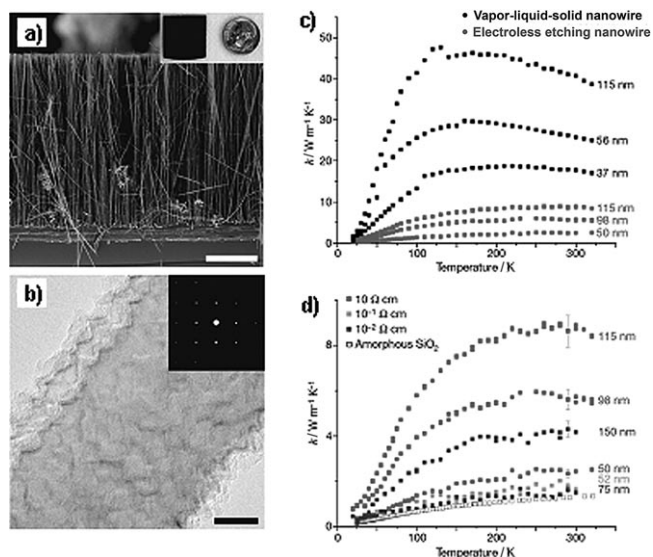 a)
b)
c)
Vapor-liquid-solid nanowire
Electroless etching nanowire
50
40
30
20
10
0
k/W m⁻¹ K⁻¹
115 nm
56 nm
37 nm
115 nm
98 nm
50 nm
0
100
200
300
Temperature / K
d)
10 Ω cm
10⁻¹ Ω cm
10⁻² Ω cm
Amorphous SiO₂
8
4
0
k/W m⁻¹ K⁻¹
115 nm
98 nm
150 nm
50 nm
52 nm
75 nm
0
100
200
300
Temperature / K